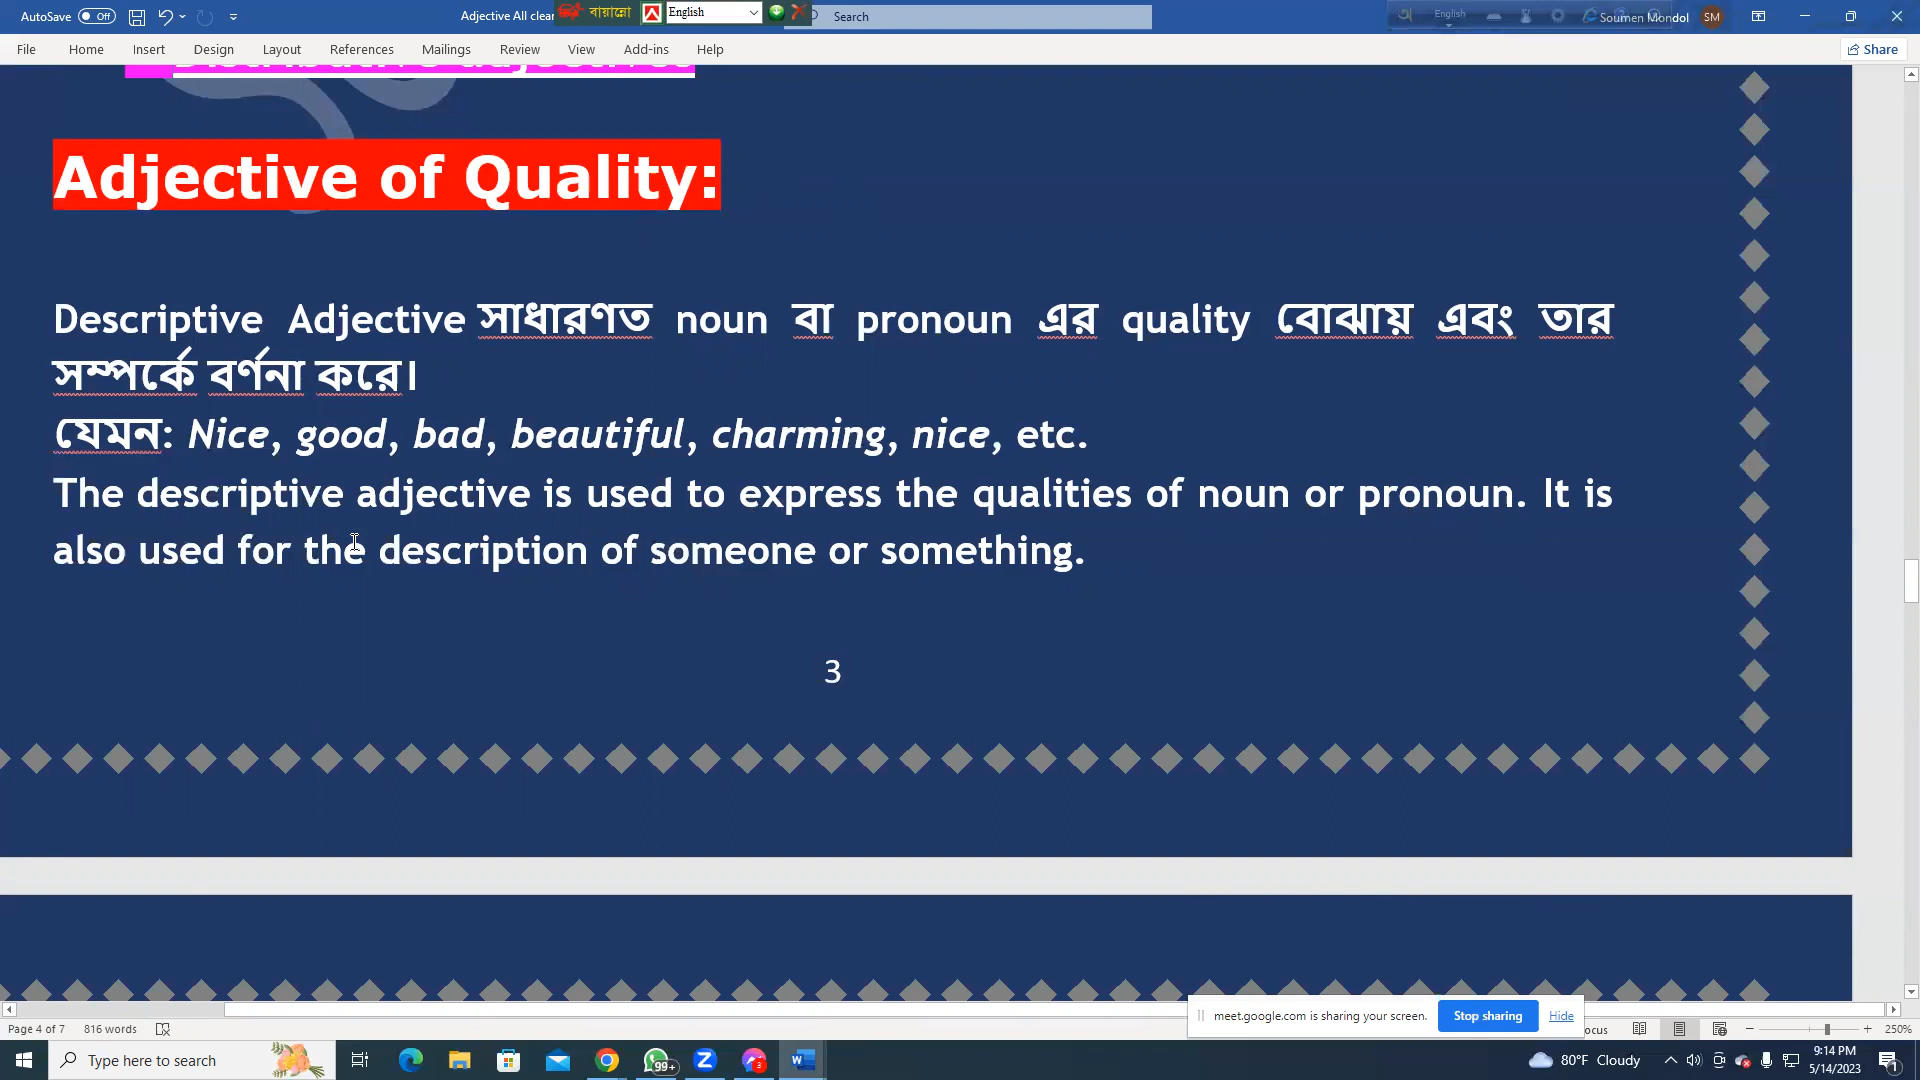 AutoSave Off Adjective All clear বায়ান্নো English Search English Soumen Mondol SM
File Home Insert Design Layout References Mailings Review View Add-ins Help Share
Adjective of Quality:
Descriptive Adjective সাধারণত noun বা pronoun এর quality বোঝায় এবং তার
সম্পর্কে বর্ণনা করে।
যেমন: Nice, good, bad, beautiful, charming, nice, etc.
The descriptive adjective is used to express the qualities of noun or pronoun. It is
also used for the description of someone or something.
3
meet.google.com is sharing your screen. Stop sharing Hide
Page 4 of 7 816 words 250%
Type here to search 99+ 3 80°F Cloudy 9:14 PM
5/14/2023 1